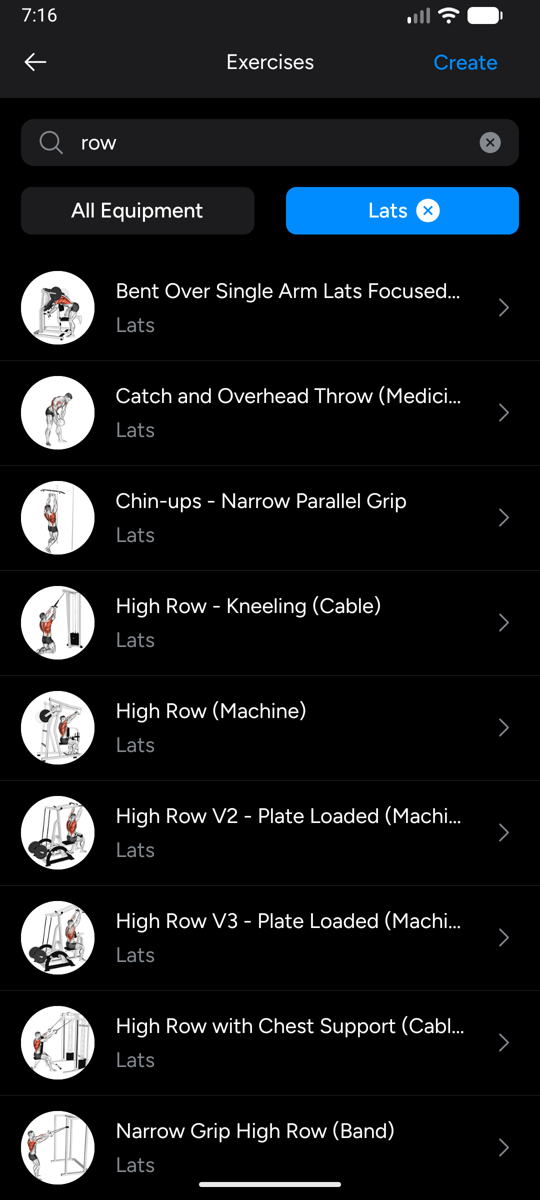 7:16
Exercises
Create
row
All Equipment
Lats
Bent Over Single Arm Lats Focused...
Lats
Catch and Overhead Throw (Medici...
Lats
Chin-ups - Narrow Parallel Grip
Lats
High Row - Kneeling (Cable)
Lats
High Row (Machine)
Lats
High Row V2 - Plate Loaded (Machi...
Lats
High Row V3 - Plate Loaded (Machi...
Lats
High Row with Chest Support (Cabl...
Lats
Narrow Grip High Row (Band)
Lats